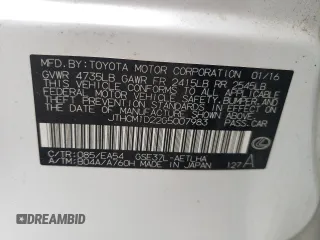 MFD. BY: TOYOTA MOTOR CORPORATION 01/16
GVWR 4735LB GAWR FR 2415LB RR 2545LB
THIS VEHICLE CONFORMS TO ALL APPLICABLE
FEDERAL MOTOR VEHICLE SAFETY, BUMPER, AND
THEFT PREVENTION STANDARDS IN EFFECT ON
THE DATE OF MANUFACTURE SHOWN ABOVE.
JTHCM1D22G5007983 PASS.CAR
C/TR: 085/EA54 GSE37L-AETLHA
A/TM: B04A/A760H MADE IN JAPAN 127 A
© AutoBidHistory